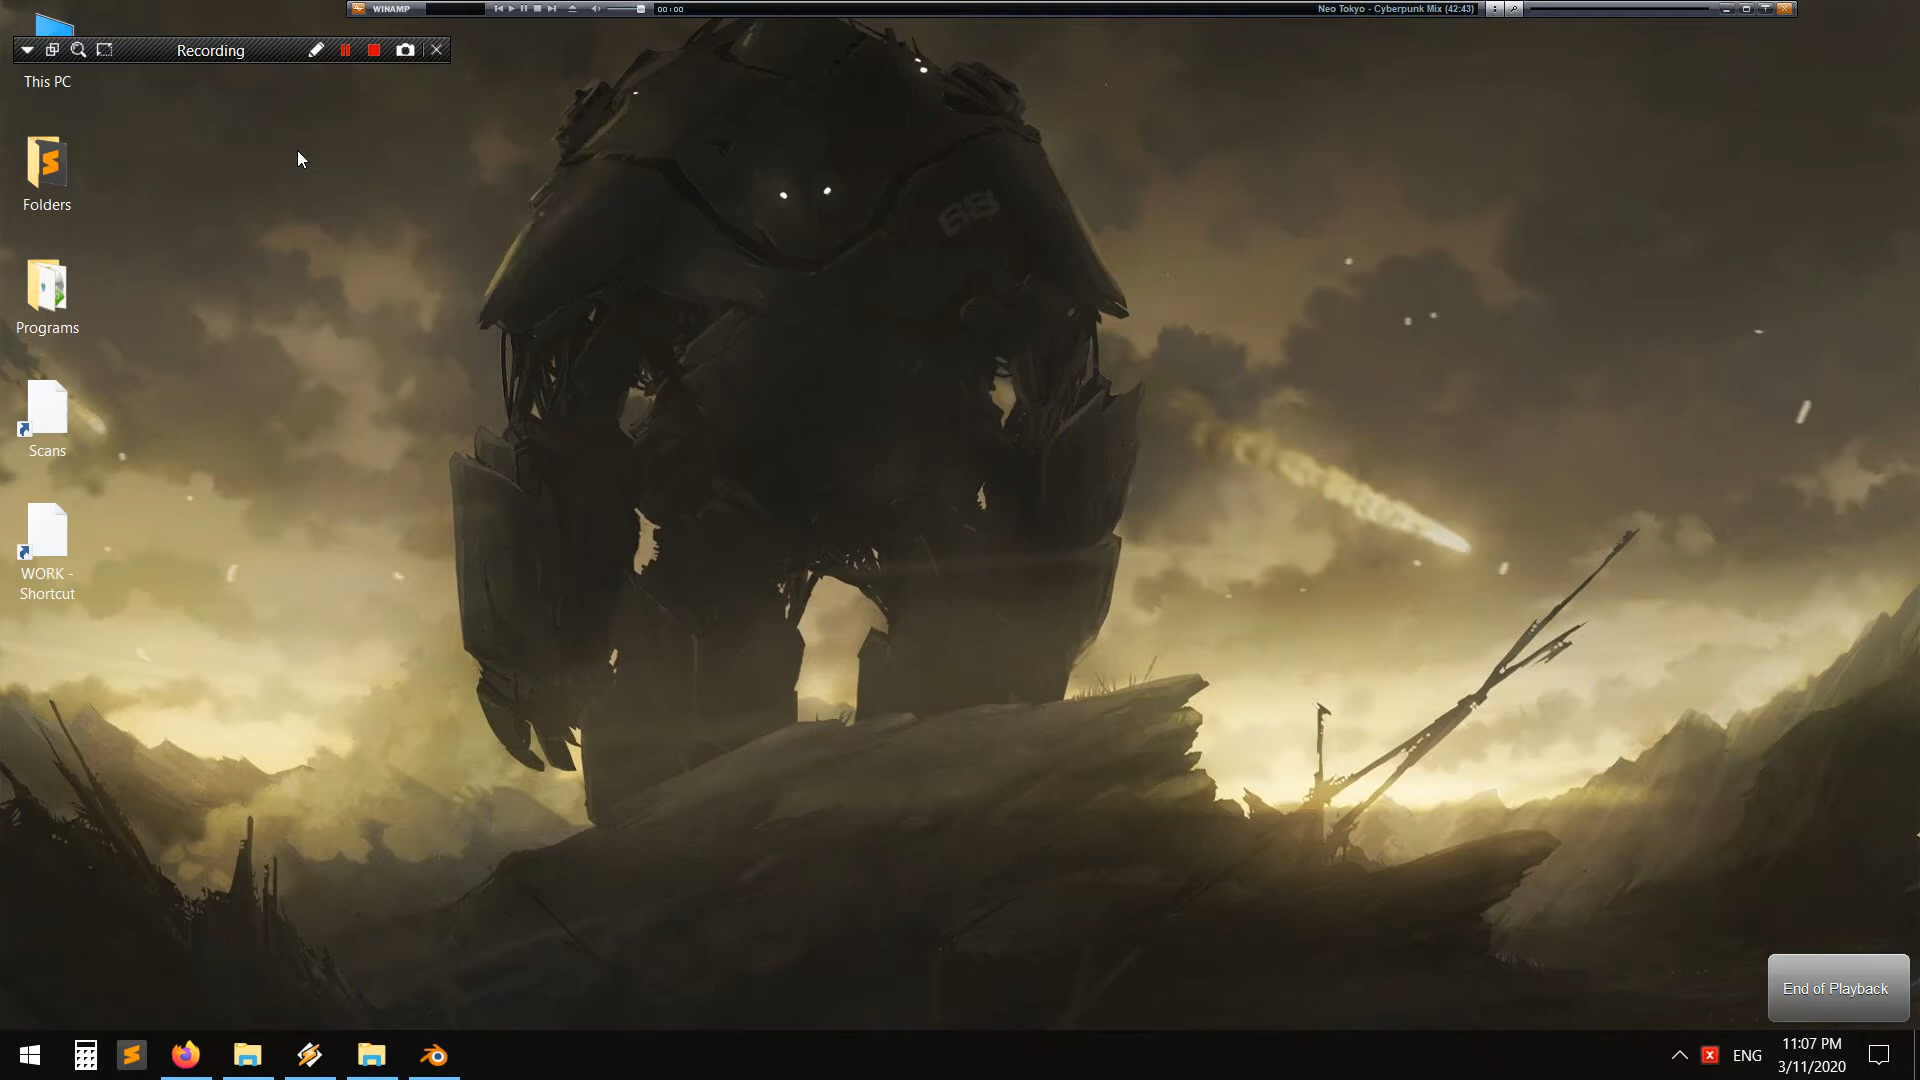 WINAMP
00:00
Neo Tokyo - Cyberpunk Mix (42:43)
Recording
This PC
68
Folders
Programs
Scans
WORK -
Shortcut
End of Playback
ENG
11:07 PM
3/11/2020